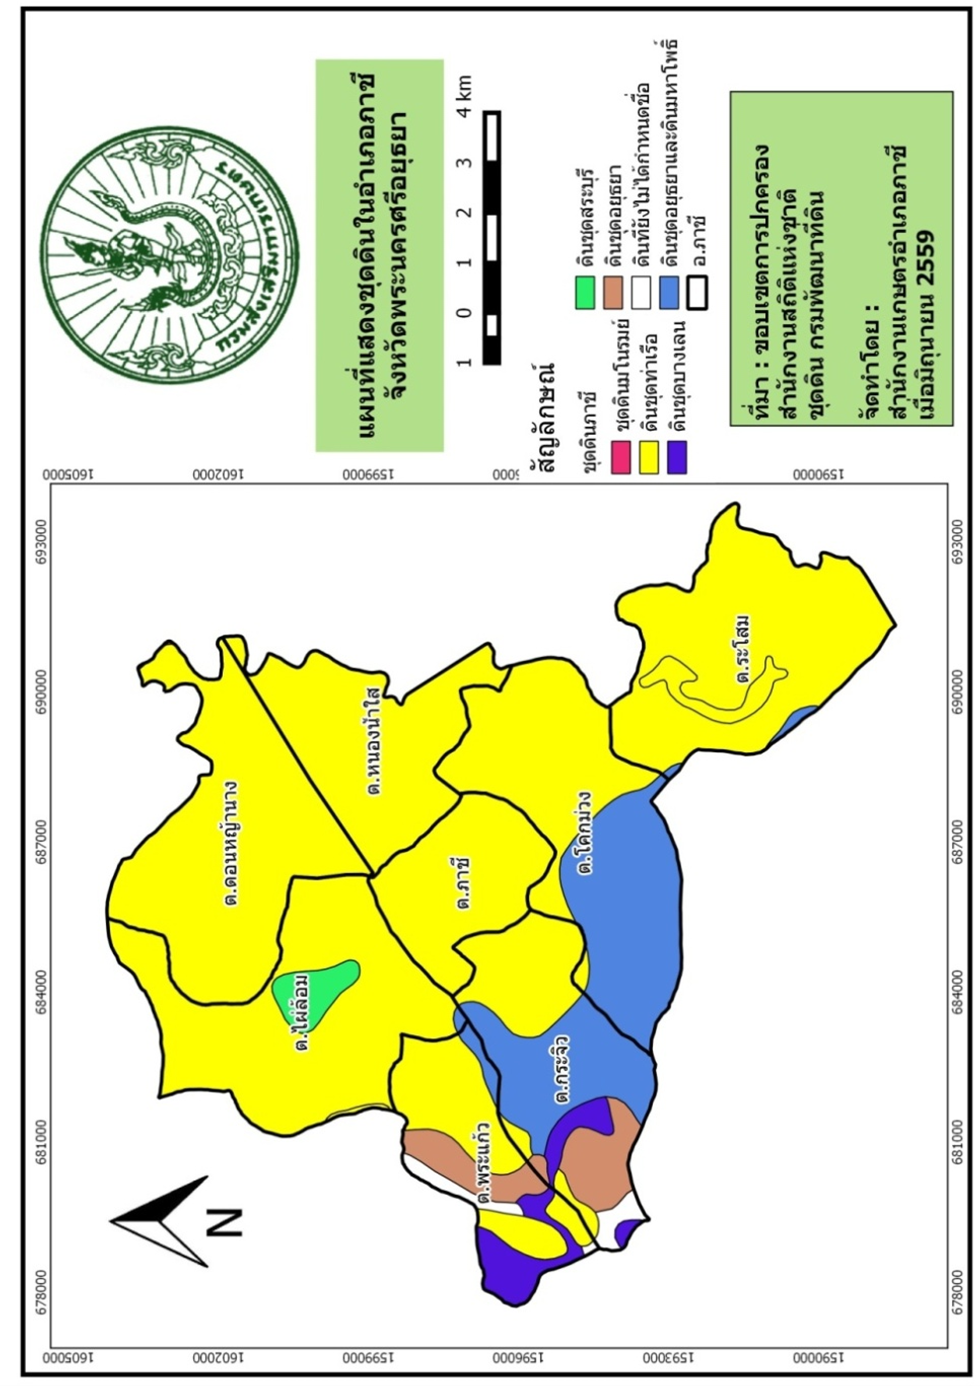 กรมส่งเสริมการเกษตร
แผนที่แสดงชุดดินในอำเภอภาชี
จังหวัดพระนครศรีอยุธยา
1 0 1 2 3 4 km
สัญลักษณ์
ชุดดินภาชี
ชุดดินมโนรมย์
ดินชุดท่าเรือ
ดินชุดบางเลน
ดินชุดสระบุรี
ดินชุดอยุธยา
ดินที่ยังไม่ได้กำหนดชื่อ
ดินชุดอยุธยาและดินมหาโพธิ์
อ.ภาชี
ที่มา : ขอบเขตการปกครอง
สำนักงานสถิติแห่งชาติ
ชุดดิน กรมพัฒนาที่ดิน
จัดทำโดย :
สำนักงานเกษตรอำเภอภาชี
เมื่อมิถุนายน 2559
678000 681000 684000 687000 690000 693000
1605000
1602000
1599000
1590000
ต.ดอนหญ้านาง
ต.หนองน้ำใส
ต.ไผ่ล้อม
ต.ภาชี
ต.โคกม่วง
ต.ระโสม
ต.กระจิว
ต.พระแก้ว
N
1605000
1602000
1599000
1596000
1593000
1590000
678000 681000 684000 687000 690000 693000